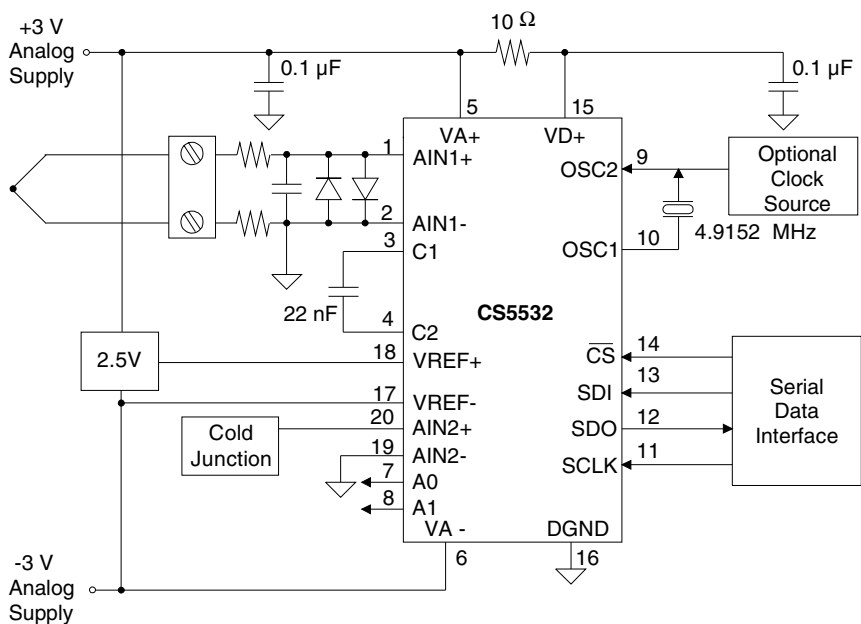 +3 V
Analog
Supply
0.1 µF
10 Ω
0.1 µF
5
15
VA+
VD+
1
AIN1+
2
AIN1-
3
C1
22 nF
4
C2
CS5532
OSC2
9
Optional
Clock
Source
OSC1
10
4.9152 MHz
2.5V
18
VREF+
17
VREF-
20
AIN2+
Cold
Junction
19
AIN2-
7
A0
8
A1
CS
14
SDI
13
SDO
12
SCLK
11
Serial
Data
Interface
VA -
DGND
6
16
-3 V
Analog
Supply